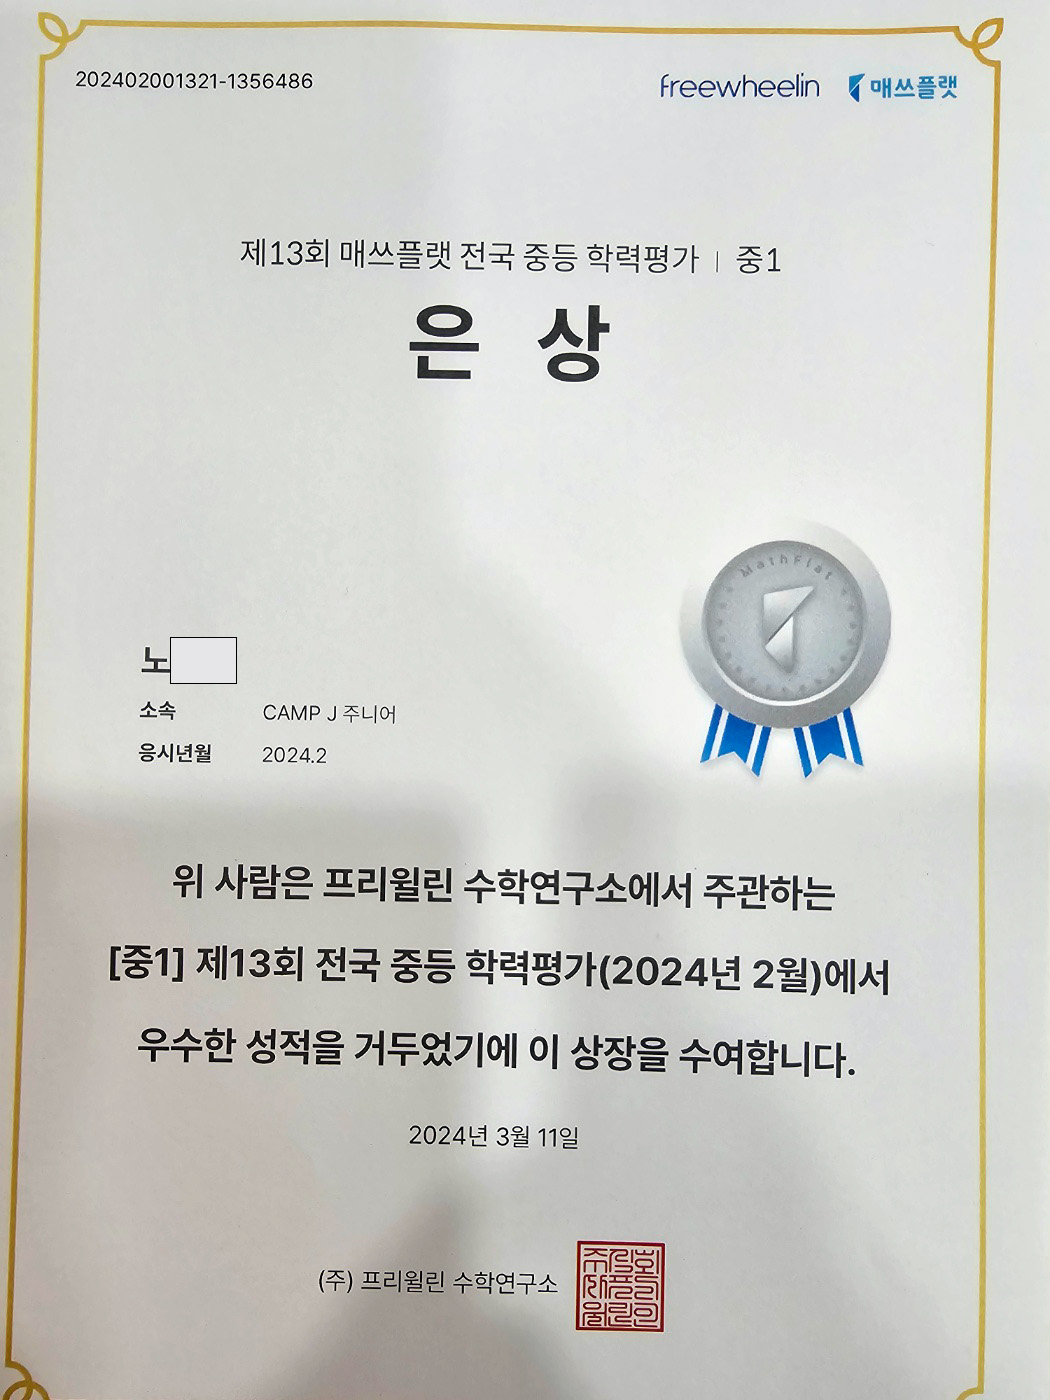 202402001321-1356486
freewheelin 매쓰플랫
제13회 매쓰플랫 전국 중등 학력평가 | 중1
은 상
MathFlat
노
소속 CAMP J 주니어
응시년월 2024.2
위 사람은 프리윌린 수학연구소에서 주관하는
[중1] 제13회 전국 중등 학력평가(2024년 2월)에서
우수한 성적을 거두었기에 이 상장을 수여합니다.
2024년 3월 11일
(주) 프리윌린 수학연구소